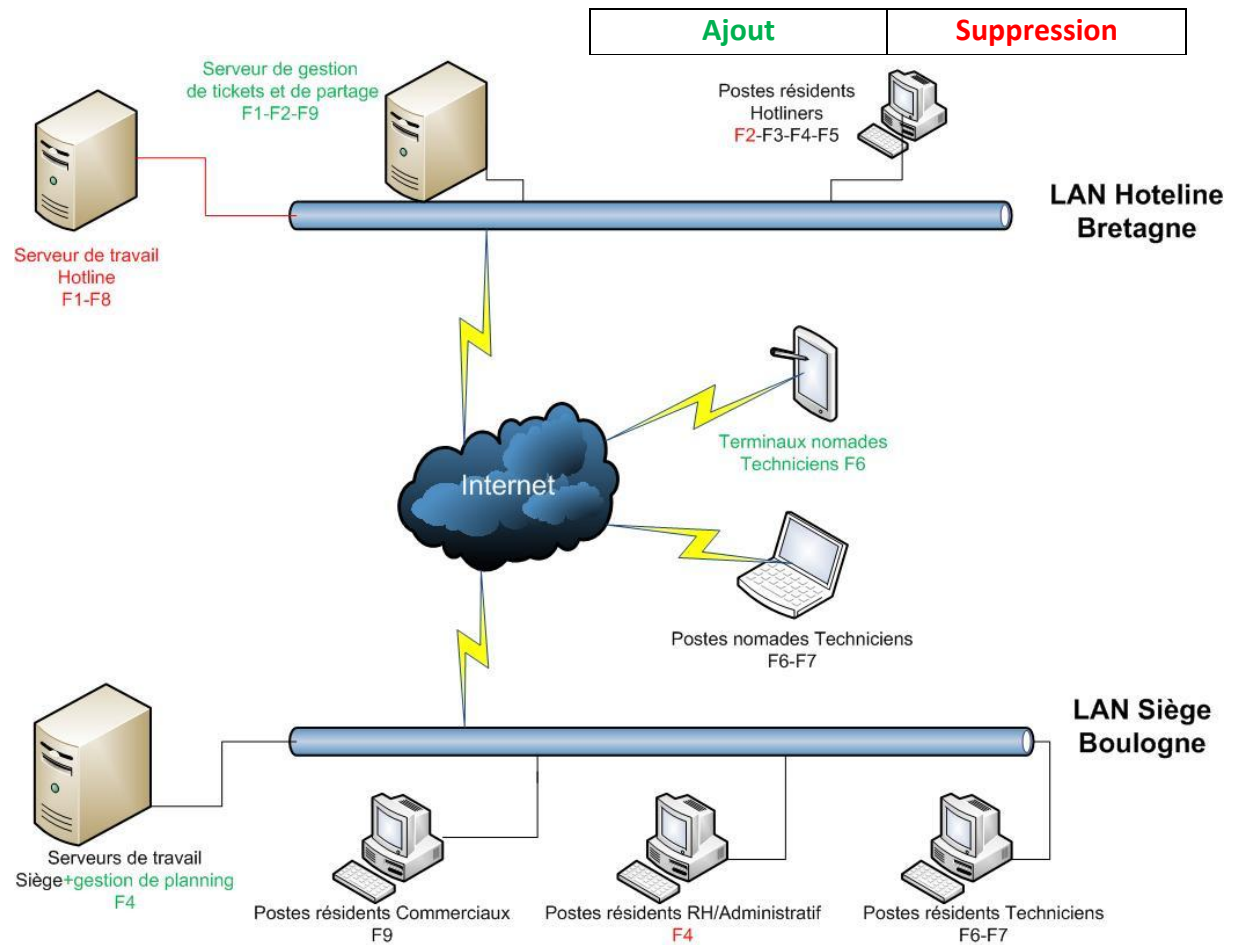 Ajout
Suppression
Serveur de gestion
de tickets et de partage
F1-F2-F9
Postes résidents
Hotliners
F2-F3-F4-F5
LAN Hoteline
Bretagne
Serveur de travail
Hotline
F1-F8
Terminaux nomades
Techniciens F6
Internet
Postes nomades Techniciens
F6-F7
LAN Siège
Boulogne
Serveurs de travail
Siège+gestion de planning
F4
Postes résidents Commerciaux
F9
Postes résidents RH/Administratif
F4
Postes résidents Techniciens
F6-F7